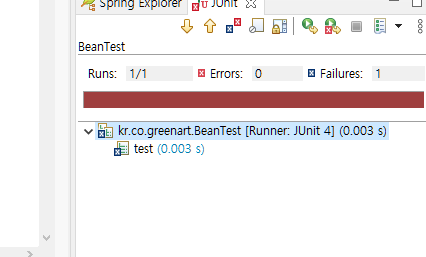 Spring Explorer JUnit
BeanTest
Runs: 1/1 Errors: 0 Failures: 1
kr.co.greenart.BeanTest [Runner: JUnit 4] (0.003 s)
test (0.003 s)